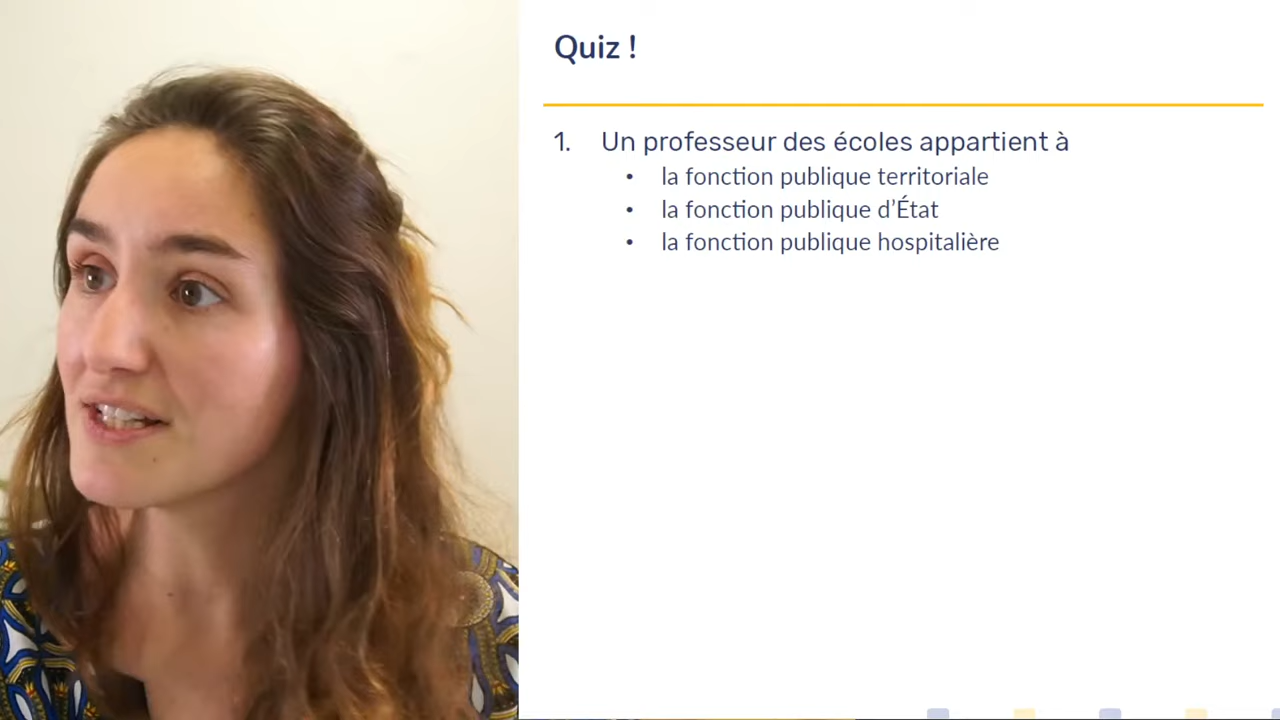 Quiz !
1. Un professeur des écoles appartient à
• la fonction publique territoriale
• la fonction publique d’État
• la fonction publique hospitalière